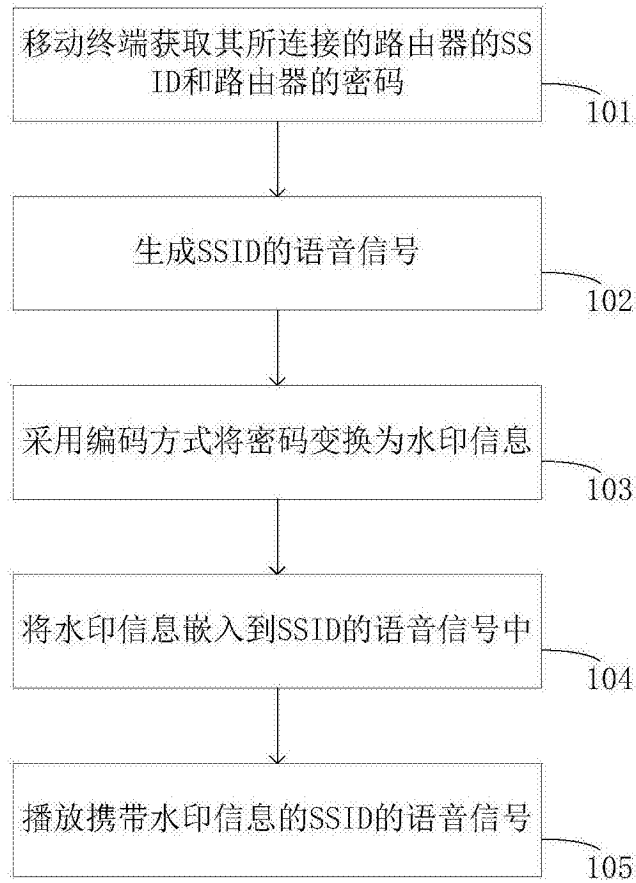 移动终端获取其所连接的路由器的SS
ID和路由器的密码
101
生成SSID的语音信号
102
采用编码方式将密码变换为水印信息
103
将水印信息嵌入到SSID的语音信号中
104
播放携带水印信息的SSID的语音信号
105